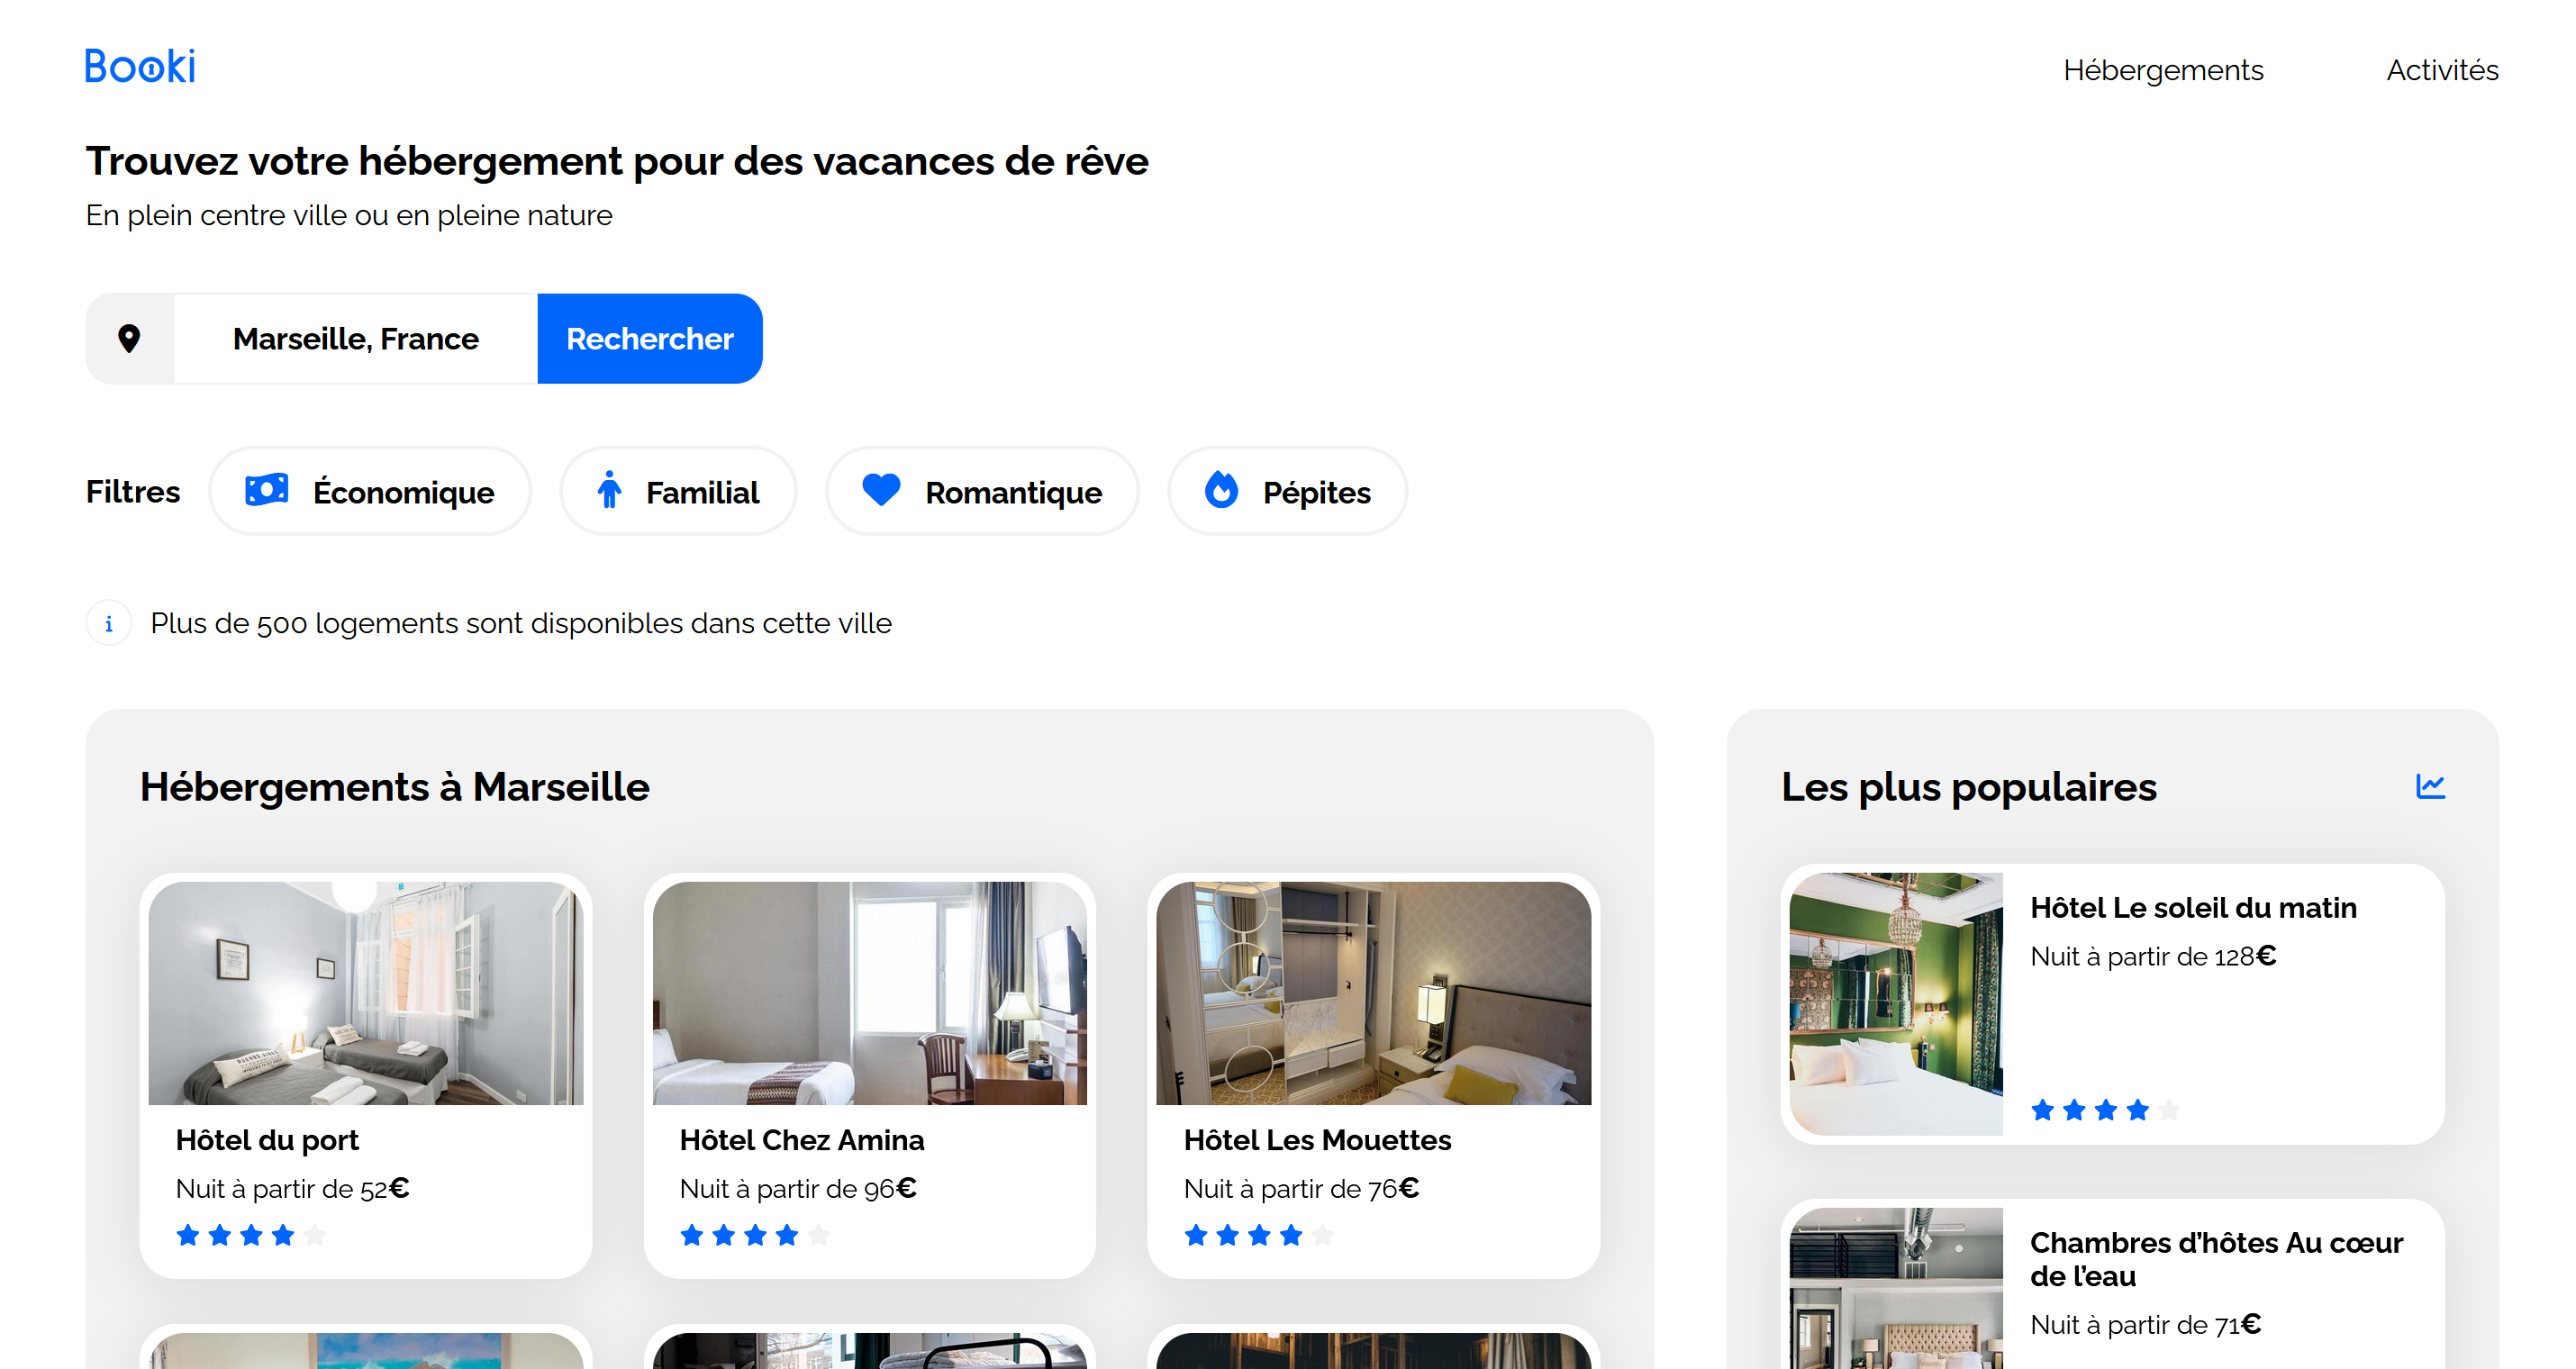 Booki
Hébergements
Activités
Trouvez votre hébergement pour des vacances de rêve
En plein centre ville ou en pleine nature
Marseille, France
Rechercher
Filtres
Économique
Familial
Romantique
Pépites
Plus de 500 logements sont disponibles dans cette ville
Hébergements à Marseille
Hôtel du port
Nuit à partir de 52€
Hôtel Chez Amina
Nuit à partir de 96€
Hôtel Les Mouettes
Nuit à partir de 76€
Les plus populaires
Hôtel Le soleil du matin
Nuit à partir de 128€
Chambres d’hôtes Au cœur
de l’eau
Nuit à partir de 71€